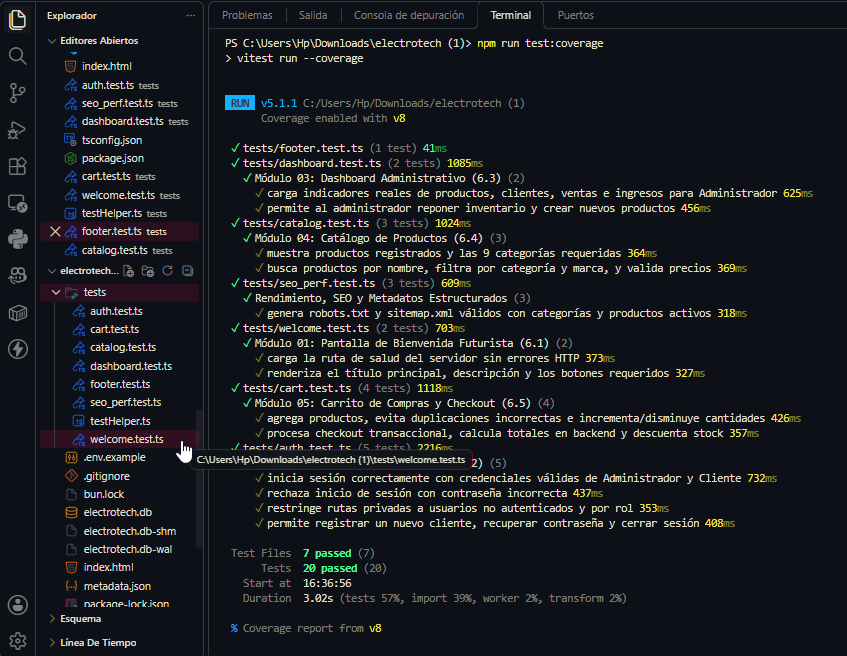 Explorador
Editores Abiertos
index.html
auth.test.ts tests
seo_perf.test.ts tests
dashboard.test.ts tests
tsconfig.json
package.json
cart.test.ts tests
welcome.test.ts tests
testHelper.ts tests
footer.test.ts tests
catalog.test.ts tests
electrotech...
tests
auth.test.ts
cart.test.ts
catalog.test.ts
dashboard.test.ts
footer.test.ts
seo_perf.test.ts
testHelper.ts
welcome.test.ts
.env.example
.gitignore
bun.lock
electrotech.db
electrotech.db-shm
electrotech.db-wal
index.html
metadata.json
package-lock.json
Esquema
Línea De Tiempo
Problemas
Salida
Consola de depuración
Terminal
Puertos
PS C:\Users\Hp\Downloads\electrotech (1)> npm run test:coverage
> vitest run --coverage
RUN v5.1.1 C:/Users/Hp/Downloads/electrotech (1)
Coverage enabled with v8
✓ tests/footer.test.ts (1 test) 41ms
✓ tests/dashboard.test.ts (2 tests) 1085ms
✓ Módulo 03: Dashboard Administrativo (6.3) (2)
✓ carga indicadores reales de productos, clientes, ventas e ingresos para Administrador 625ms
✓ permite al administrador reponer inventario y crear nuevos productos 456ms
✓ tests/catalog.test.ts (3 tests) 1024ms
✓ Módulo 04: Catálogo de Productos (6.4) (3)
✓ muestra productos registrados y las 9 categorías requeridas 364ms
✓ busca productos por nombre, filtra por categoría y marca, y valida precios 369ms
✓ tests/seo_perf.test.ts (3 tests) 609ms
✓ Rendimiento, SEO y Metadatos Estructurados (3)
✓ genera robots.txt y sitemap.xml válidos con categorías y productos activos 318ms
✓ tests/welcome.test.ts (2 tests) 703ms
✓ Módulo 01: Pantalla de Bienvenida Futurista (6.1) (2)
✓ carga la ruta de salud del servidor sin errores HTTP 373ms
✓ renderiza el título principal, descripción y los botones requeridos 327ms
✓ tests/cart.test.ts (4 tests) 1118ms
✓ Módulo 05: Carrito de Compras y Checkout (6.5) (4)
✓ agrega productos, evita duplicaciones incorrectas e incrementa/disminuye cantidades 426ms
✓ procesa checkout transaccional, calcula totales en backend y descuenta stock 357ms
✓ tests/auth.test.ts (5 tests) 2216ms
C:\Users\Hp\Downloads\electrotech (1)\tests\welcome.test.ts
2) (5)
✓ inicia sesión correctamente con credenciales válidas de Administrador y Cliente 732ms
✓ rechaza inicio de sesión con contraseña incorrecta 437ms
✓ restringe rutas privadas a usuarios no autenticados y por rol 353ms
✓ permite registrar un nuevo cliente, recuperar contraseña y cerrar sesión 408ms
Test Files 7 passed (7)
Tests 20 passed (20)
Start at 16:36:56
Duration 3.02s (tests 57%, import 39%, worker 2%, transform 2%)
% Coverage report from v8